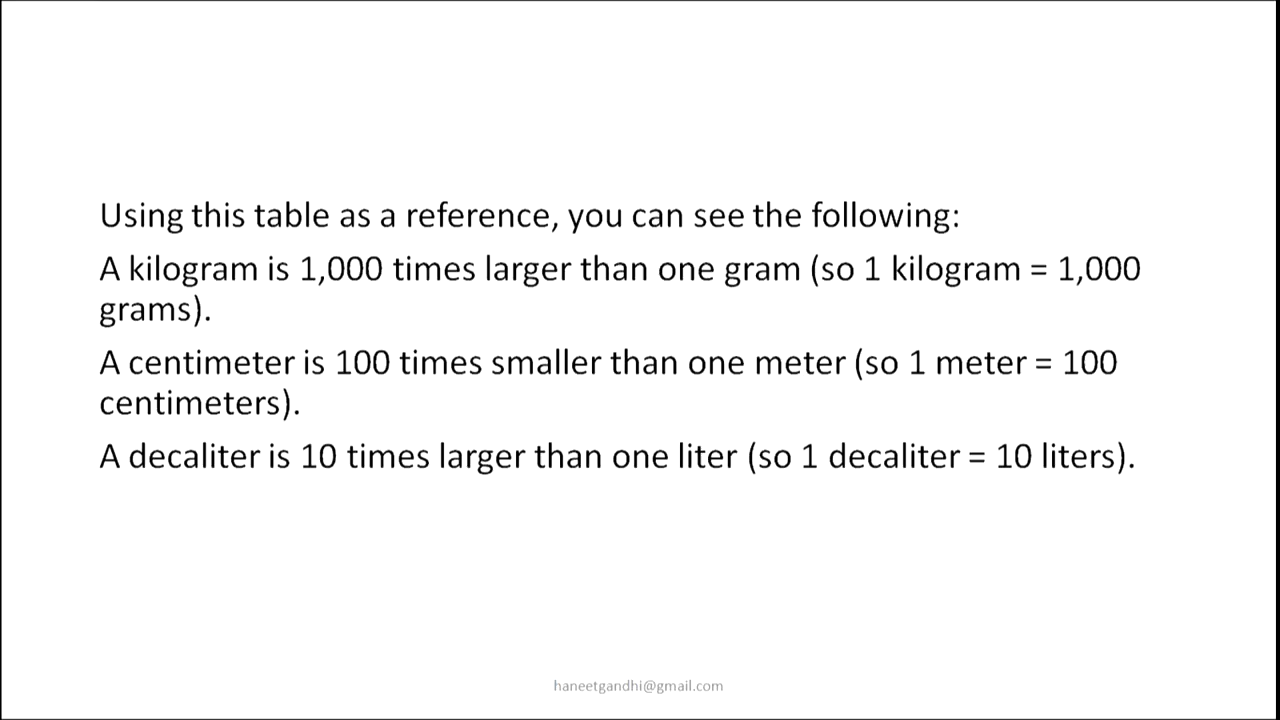 Using this table as a reference, you can see the following:
A kilogram is 1,000 times larger than one gram (so 1 kilogram = 1,000
grams).
A centimeter is 100 times smaller than one meter (so 1 meter = 100
centimeters).
A decaliter is 10 times larger than one liter (so 1 decaliter = 10 liters).
haneetgandhi@gmail.com